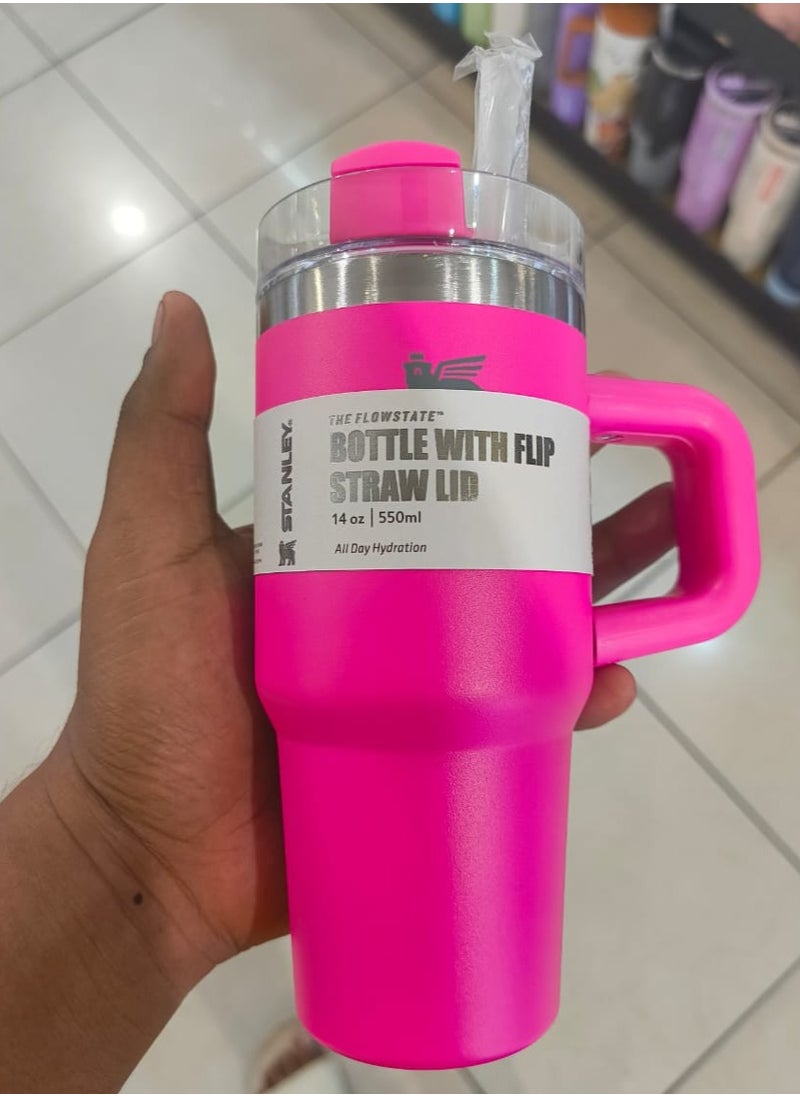 THE FLOWSTATE™
BOTTLE WITH FLIP
STRAW LID
14 oz | 550ml
All Day Hydration
STANLEY®